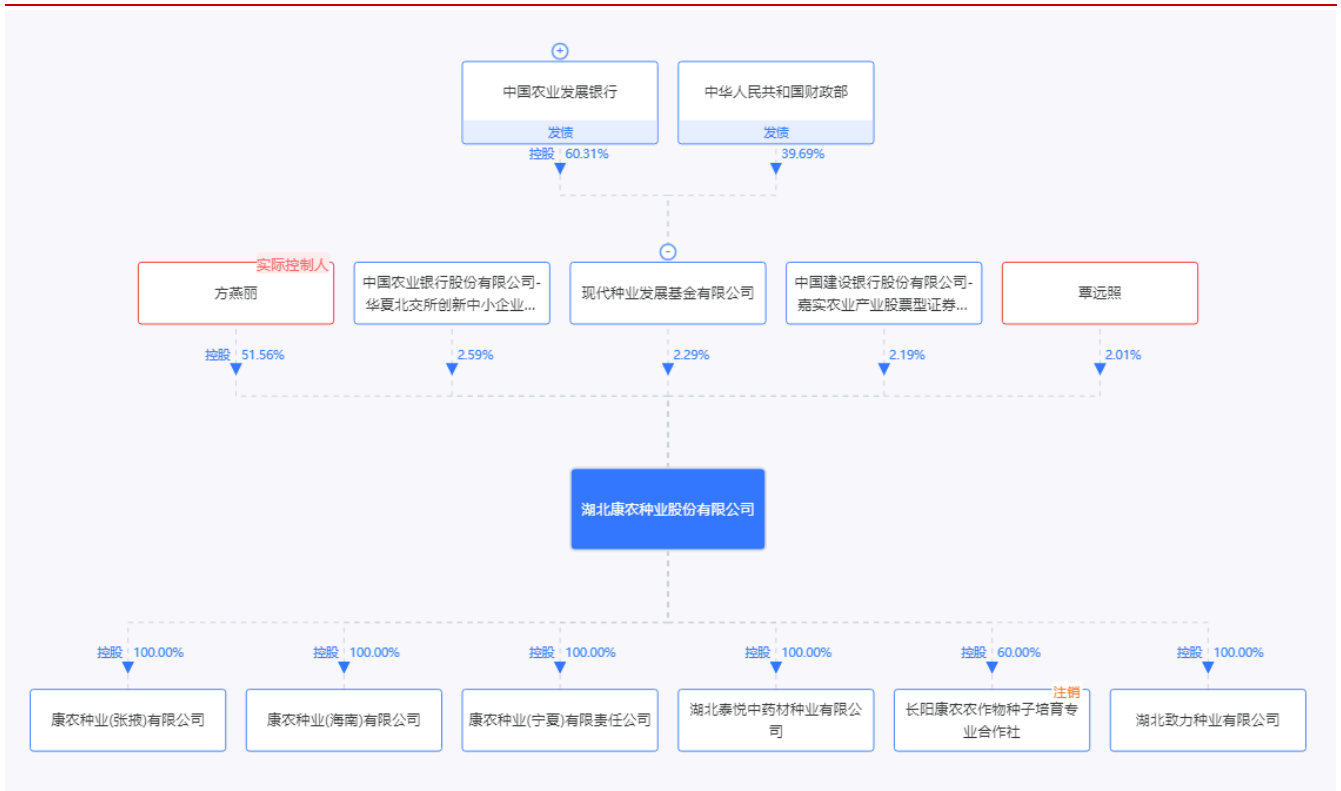 中国农业发展银行
发债
中华人民共和国财政部
发债
控股 60.31%
39.69%
实际控制人
方燕丽
中国农业银行股份有限公司-
华夏北交所创新中小企业...
现代种业发展基金有限公司
中国建设银行股份有限公司-
嘉实农业产业股票型证券...
覃远照
控股 51.56%
2.59%
2.29%
2.19%
2.01%
湖北康农种业股份有限公司
控股 100.00%
控股 100.00%
控股 100.00%
控股 100.00%
控股 60.00%
控股 100.00%
康农种业(张掖)有限公司
康农种业(海南)有限公司
康农种业(宁夏)有限责任公司
湖北泰悦中药材种业有限公
司
注销
长阳康农农作物种子培育专
业合作社
湖北致力种业有限公司